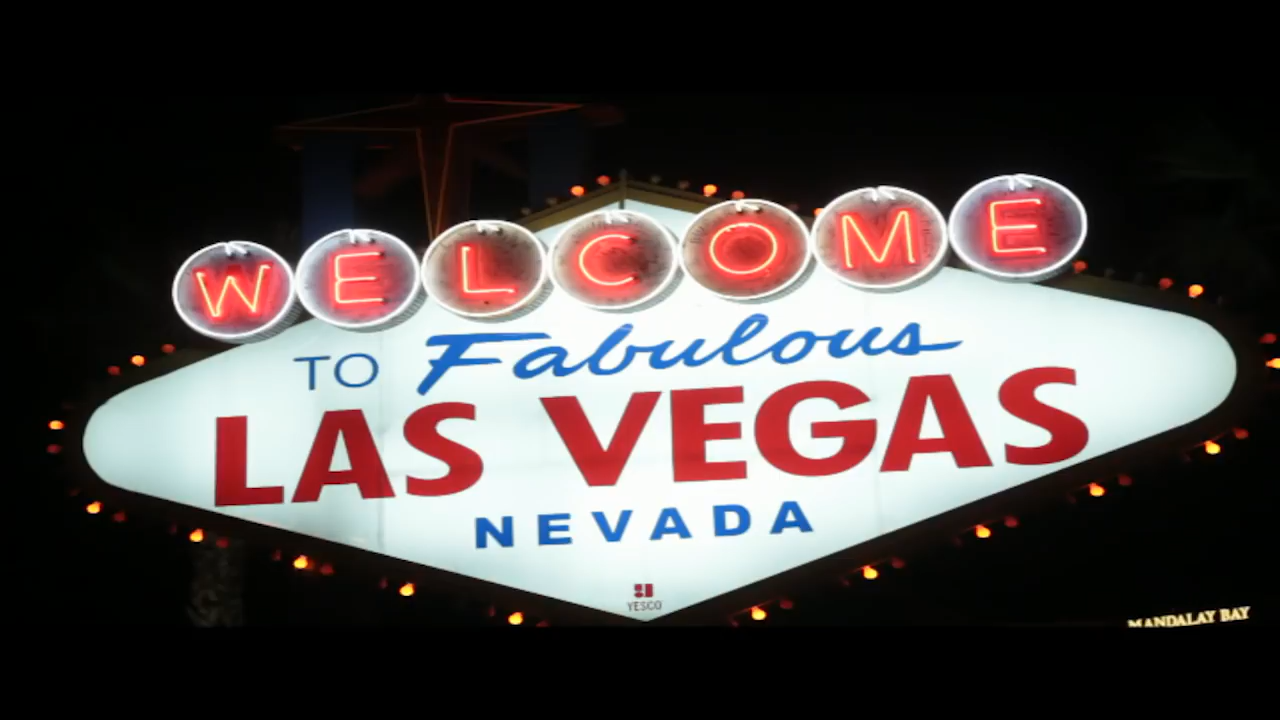 WELCOME
TO Fabulous
LAS VEGAS
NEVADA
YESCO
MANDALAY BAY